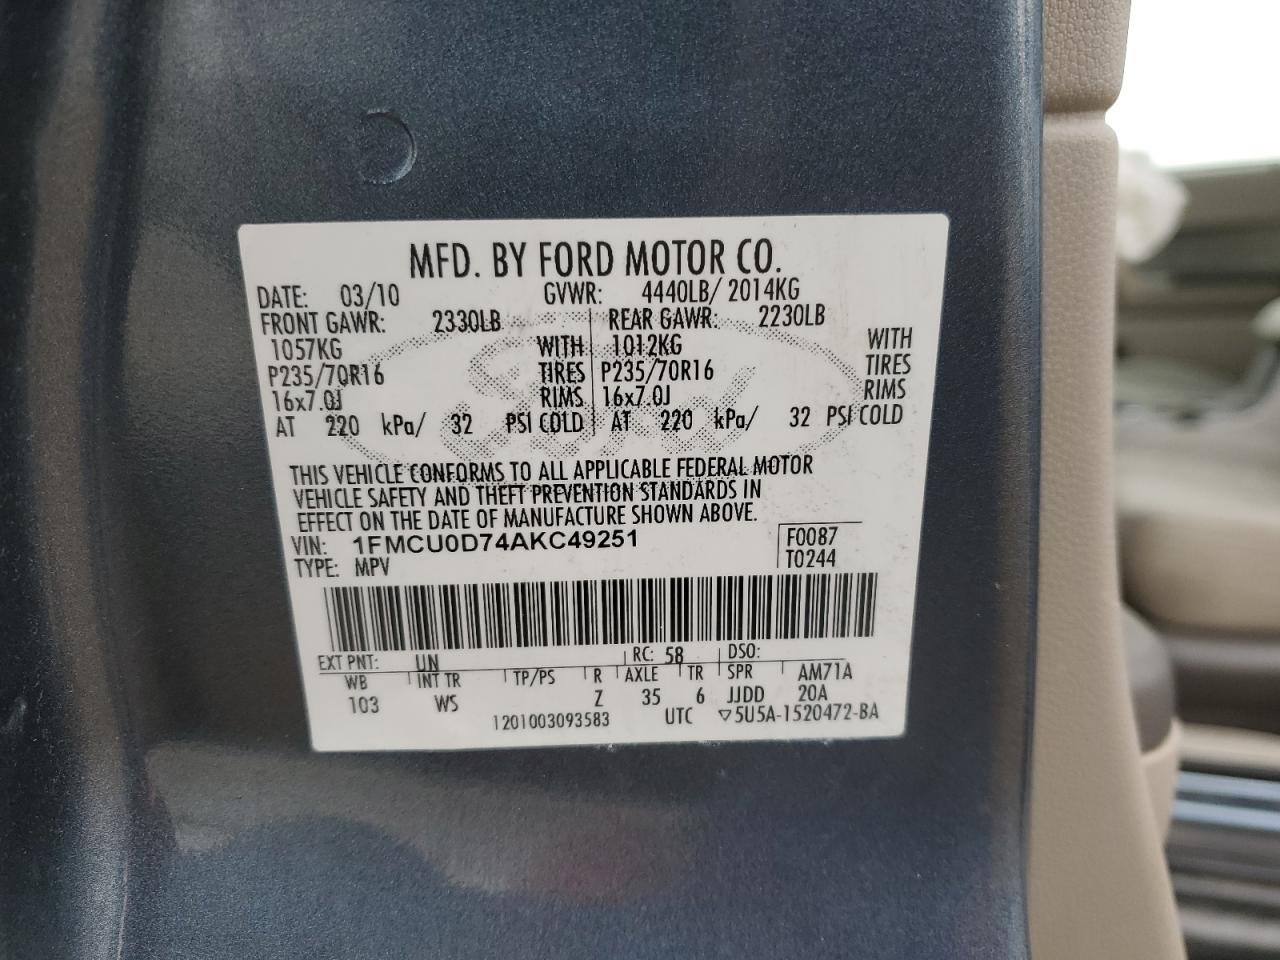 MFD. BY FORD MOTOR CO.
DATE: 03/10 GVWR: 4440LB/ 2014KG
FRONT GAWR: 2330LB REAR GAWR: 2230LB
1057KG WITH 1012KG WITH
P235/70R16 TIRES P235/70R16 TIRES
16x7.0J RIMS 16x7.0J RIMS
AT 220 kPa/ 32 PSI COLD AT 220 kPa/ 32 PSI COLD
Ford
THIS VEHICLE CONFORMS TO ALL APPLICABLE FEDERAL MOTOR
VEHICLE SAFETY AND THEFT PREVENTION STANDARDS IN
EFFECT ON THE DATE OF MANUFACTURE SHOWN ABOVE.
VIN: 1FMCU0D74AKC49251 F0087
TYPE: MPV T0244
EXT PNT: UN RC: 58 DSO:
WB INT TR TP/PS R AXLE TR SPR AM71A
103 WS Z 35 6 JJDD 20A
1201003093583 UTC ▽5U5A-1520472-BA